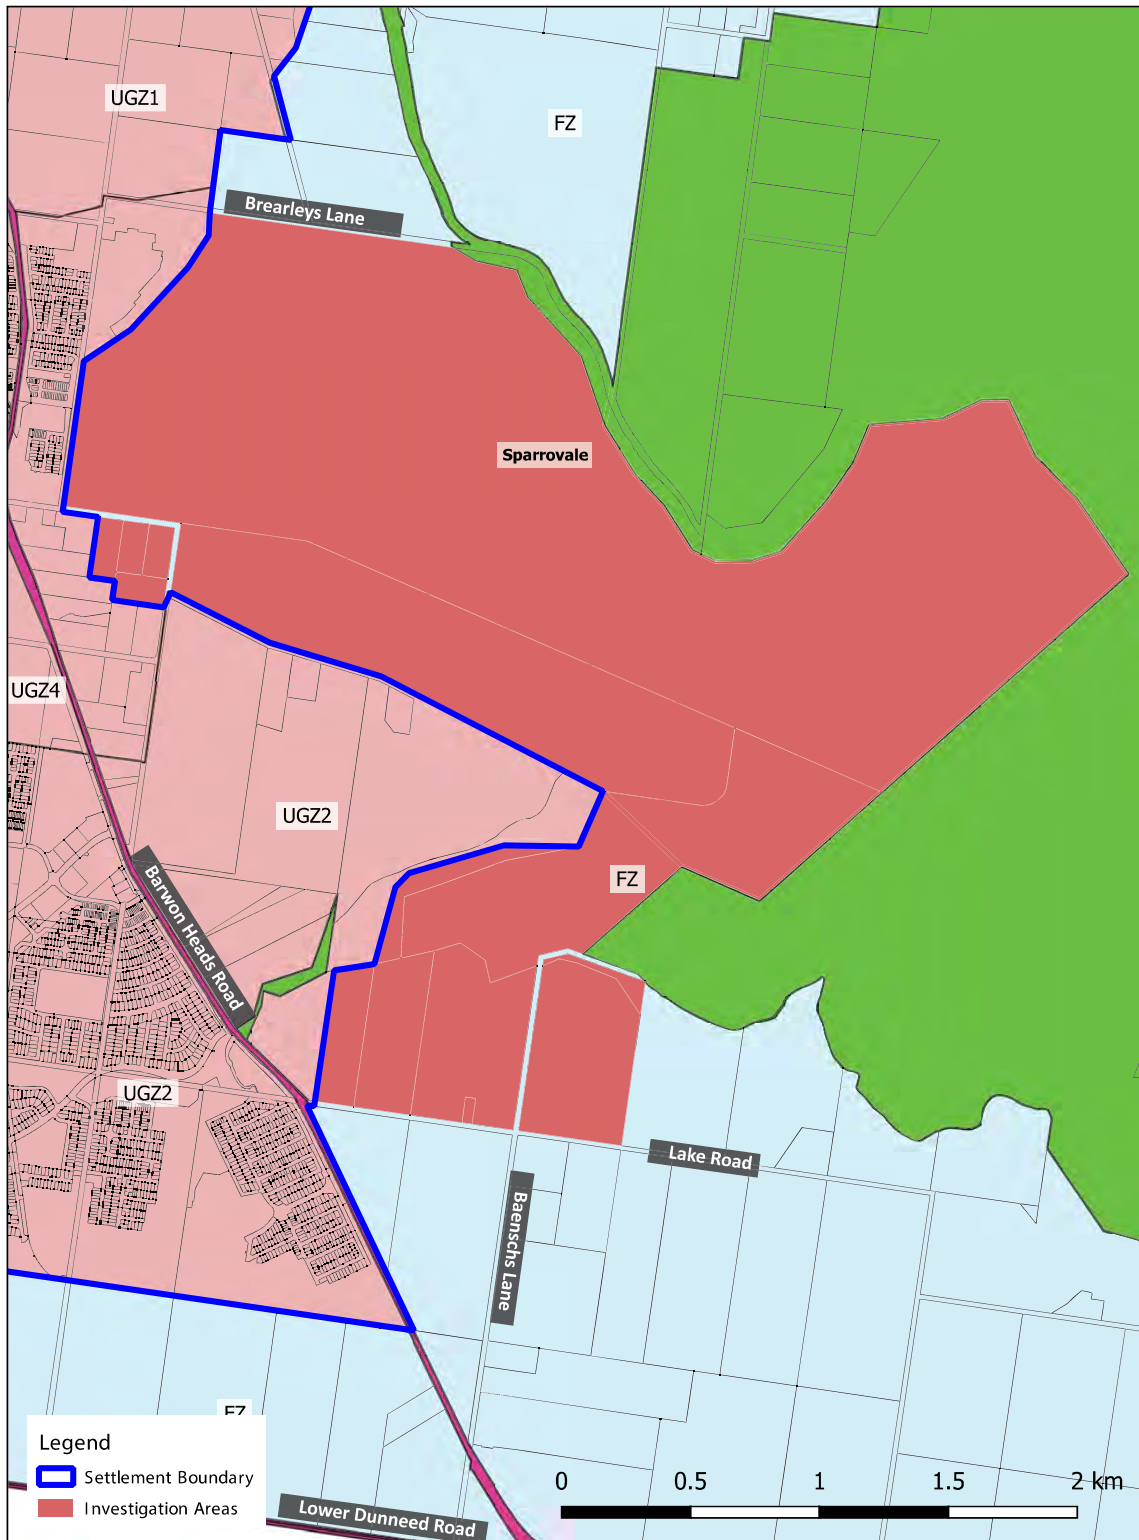 UGZ1
FZ
Brearleys Lane
Sparrovale
UGZ4
UGZ2
FZ
Barwon Heads Road
UGZ2
Lake Road
Baenschs Lane
FZ
Legend
Settlement Boundary
Investigation Areas
0 0.5 1 1.5 2 km
Lower Dunneed Road